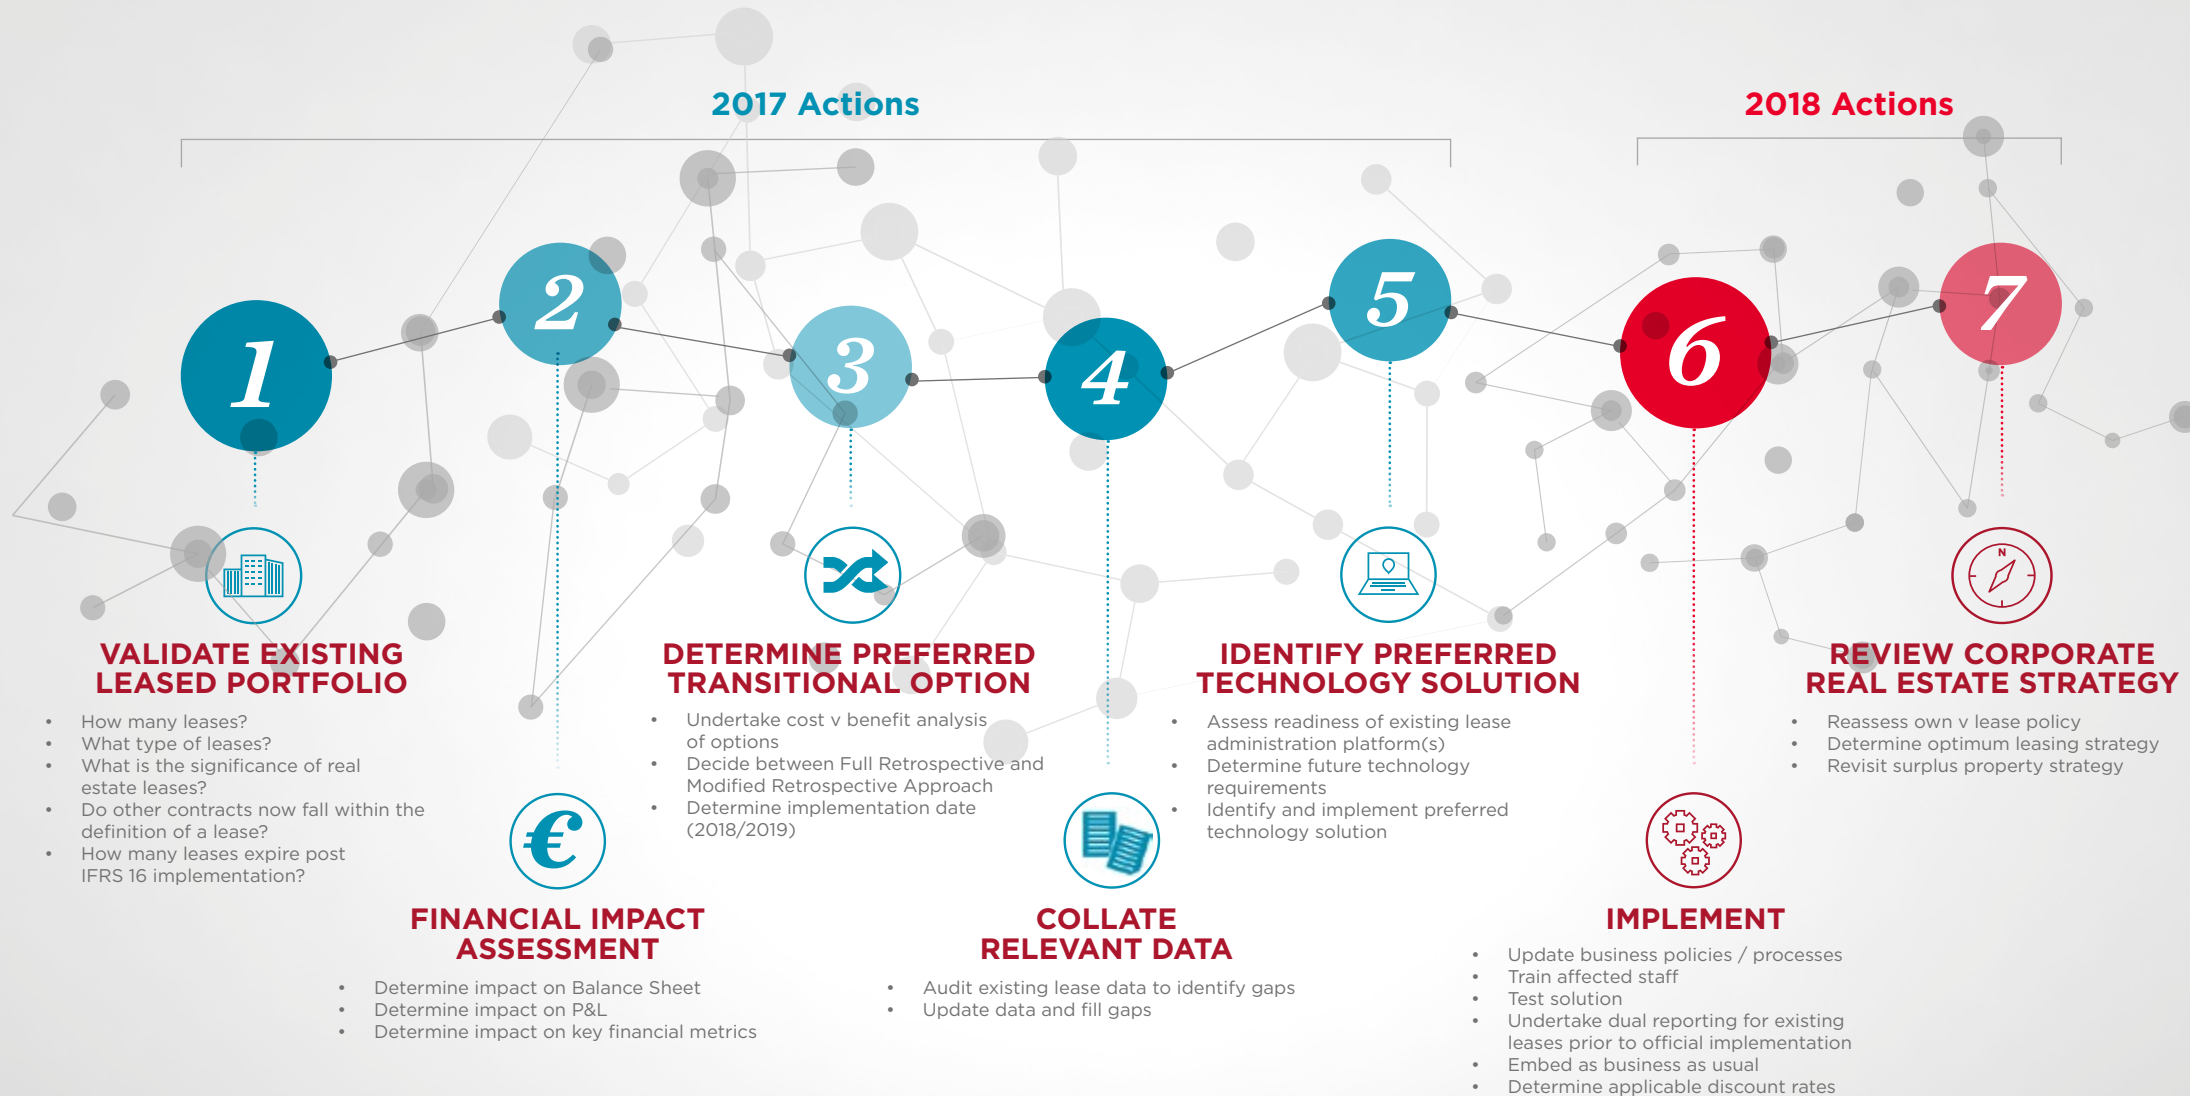 2017 Actions
2018 Actions
1
2
3
4
5
6
7
VALIDATE EXISTING
LEASED PORTFOLIO
• How many leases?
• What type of leases?
• What is the significance of real
estate leases?
• Do other contracts now fall within the
definition of a lease?
• How many leases expire post
IFRS 16 implementation?
€
FINANCIAL IMPACT
ASSESSMENT
• Determine impact on Balance Sheet
• Determine impact on P&L
• Determine impact on key financial metrics
DETERMINE PREFERRED
TRANSITIONAL OPTION
• Undertake cost v benefit analysis
of options
• Decide between Full Retrospective and
Modified Retrospective Approach
• Determine implementation date
(2018/2019)
COLLATE
RELEVANT DATA
• Audit existing lease data to identify gaps
• Update data and fill gaps
IDENTIFY PREFERRED
TECHNOLOGY SOLUTION
• Assess readiness of existing lease
administration platform(s)
• Determine future technology
requirements
• Identify and implement preferred
technology solution
IMPLEMENT
• Update business policies / processes
• Train affected staff
• Test solution
• Undertake dual reporting for existing
leases prior to official implementation
• Embed as business as usual
• Determine applicable discount rates
N
REVIEW CORPORATE
REAL ESTATE STRATEGY
• Reassess own v lease policy
• Determine optimum leasing strategy
• Revisit surplus property strategy